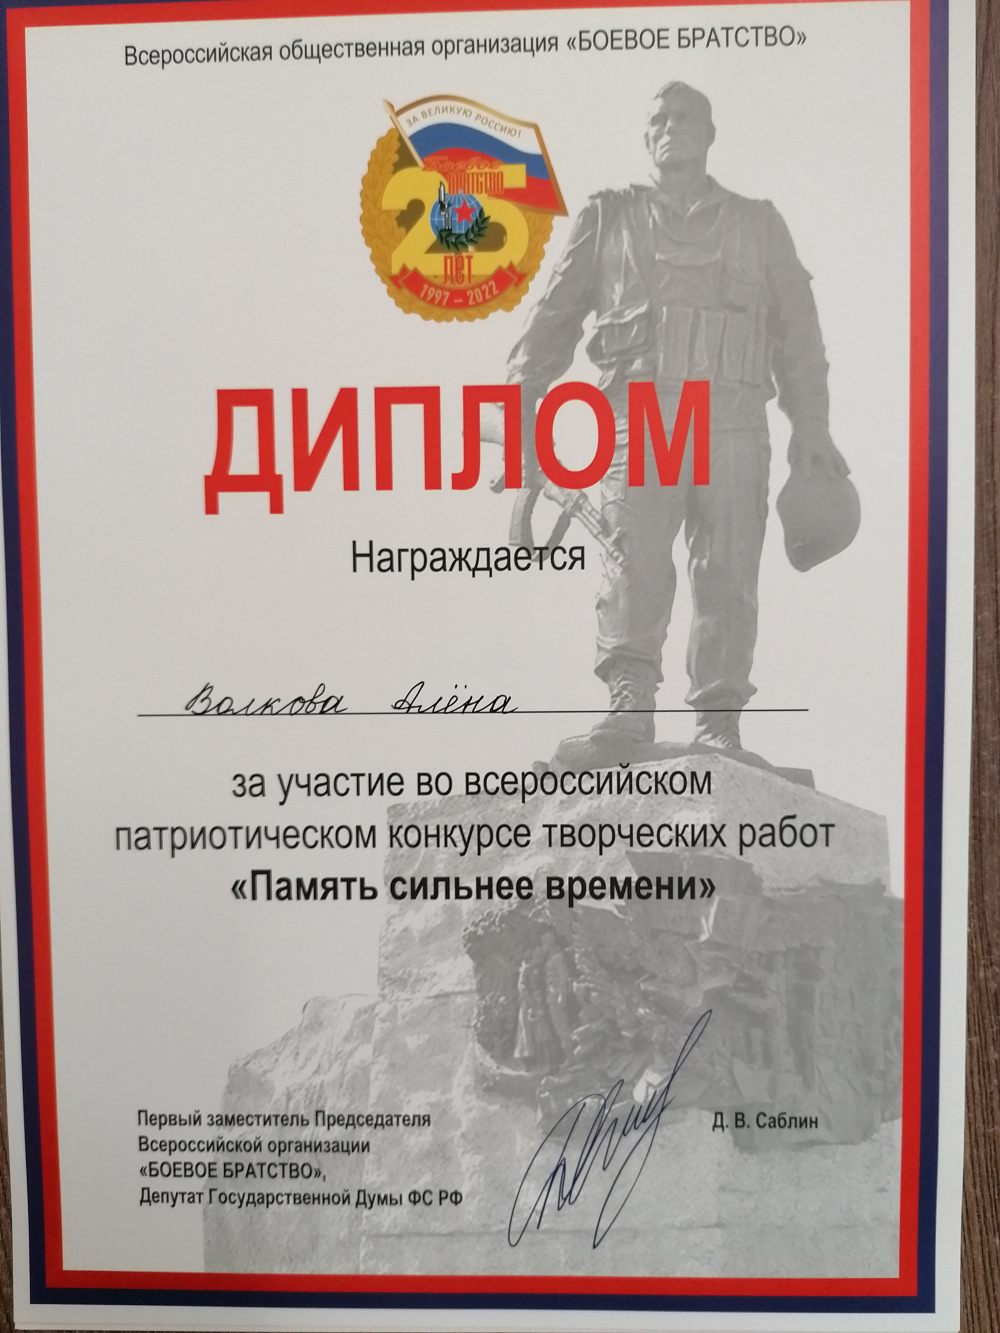 Всероссийская общественная организация «БОЕВОЕ БРАТСТВО»
ЗА ВЕЛИКУЮ РОССИЮ!
Боевое
БРАТСТВО
25
ЛЕТ
1997 – 2022
ДИПЛОМ
Награждается
Волкова Алёна
за участие во всероссийском
патриотическом конкурсе творческих работ
«Память сильнее времени»
Первый заместитель Председателя
Всероссийской организации
«БОЕВОЕ БРАТСТВО»,
Депутат Государственной Думы ФС РФ
Д. В. Саблин